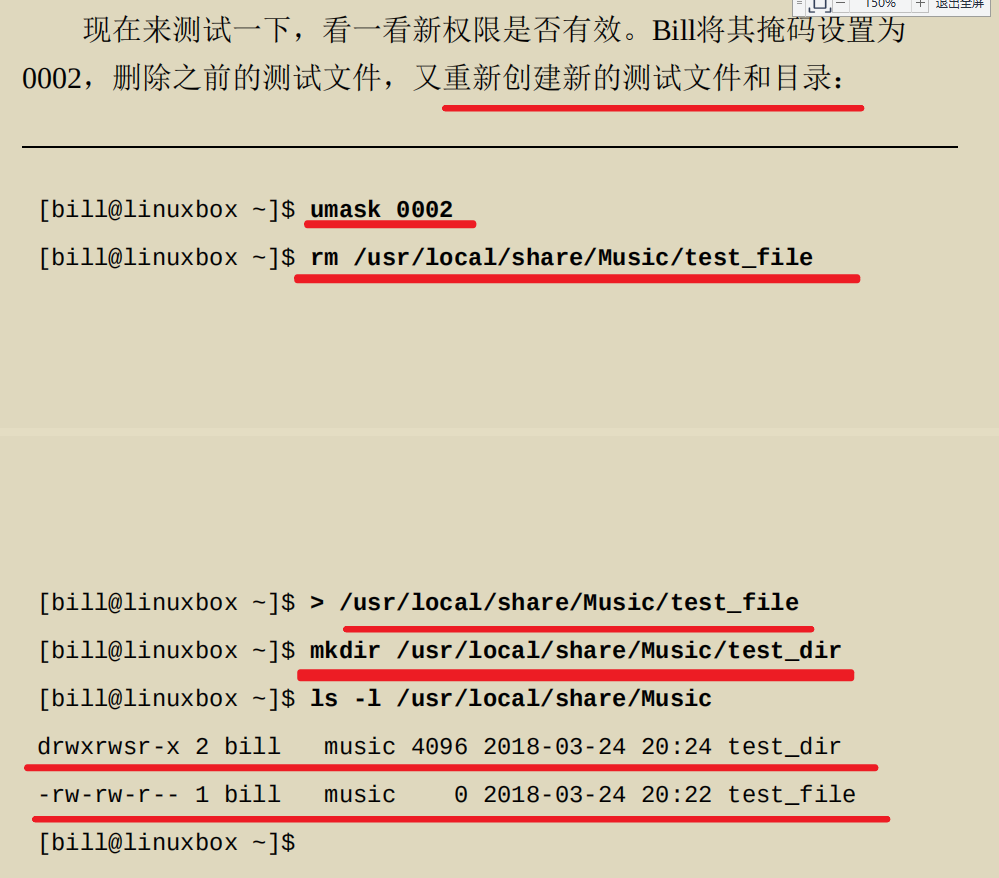 150%
退出全屏
现在来测试一下，看一看新权限是否有效。Bill将其掩码设置为
0002，删除之前的测试文件，又重新创建新的测试文件和目录：
[bill@linuxbox ~]$ umask 0002
[bill@linuxbox ~]$ rm /usr/local/share/Music/test_file
[bill@linuxbox ~]$ > /usr/local/share/Music/test_file
[bill@linuxbox ~]$ mkdir /usr/local/share/Music/test_dir
[bill@linuxbox ~]$ ls -l /usr/local/share/Music
drwxrwsr-x 2 bill   music 4096 2018-03-24 20:24 test_dir
-rw-rw-r-- 1 bill   music    0 2018-03-24 20:22 test_file
[bill@linuxbox ~]$